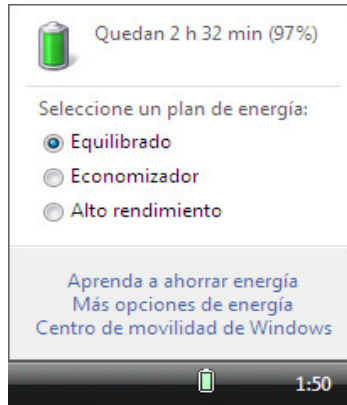 Quedan 2 h 32 min (97%)
Seleccione un plan de energía:
Equilibrado
Economizador
Alto rendimiento
Aprenda a ahorrar energía
Más opciones de energía
Centro de movilidad de Windows
1:50